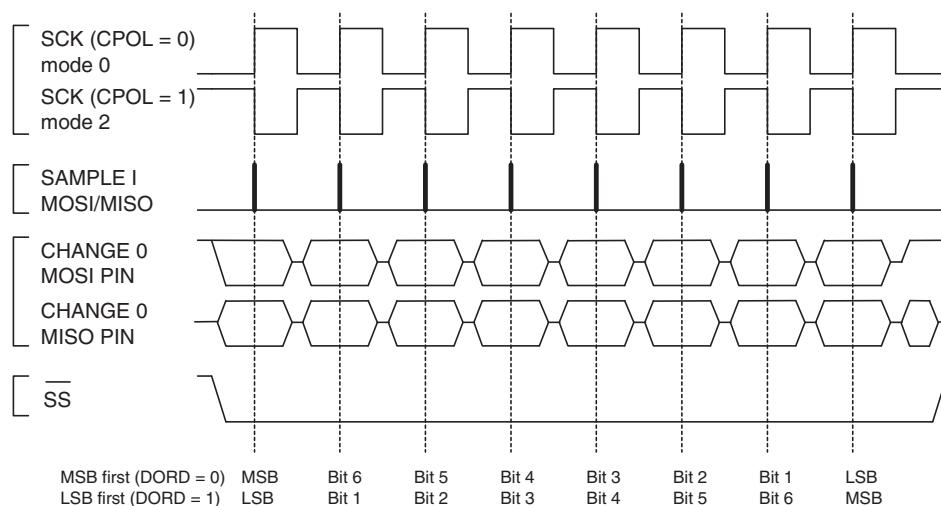 SCK (CPOL = 0)
mode 0
SCK (CPOL = 1)
mode 2
SAMPLE I
MOSI/MISO
CHANGE 0
MOSI PIN
CHANGE 0
MISO PIN
SS
MSB first (DORD = 0) MSB Bit 6 Bit 5 Bit 4 Bit 3 Bit 2 Bit 1 LSB
LSB first (DORD = 1) LSB Bit 1 Bit 2 Bit 3 Bit 4 Bit 5 Bit 6 MSB